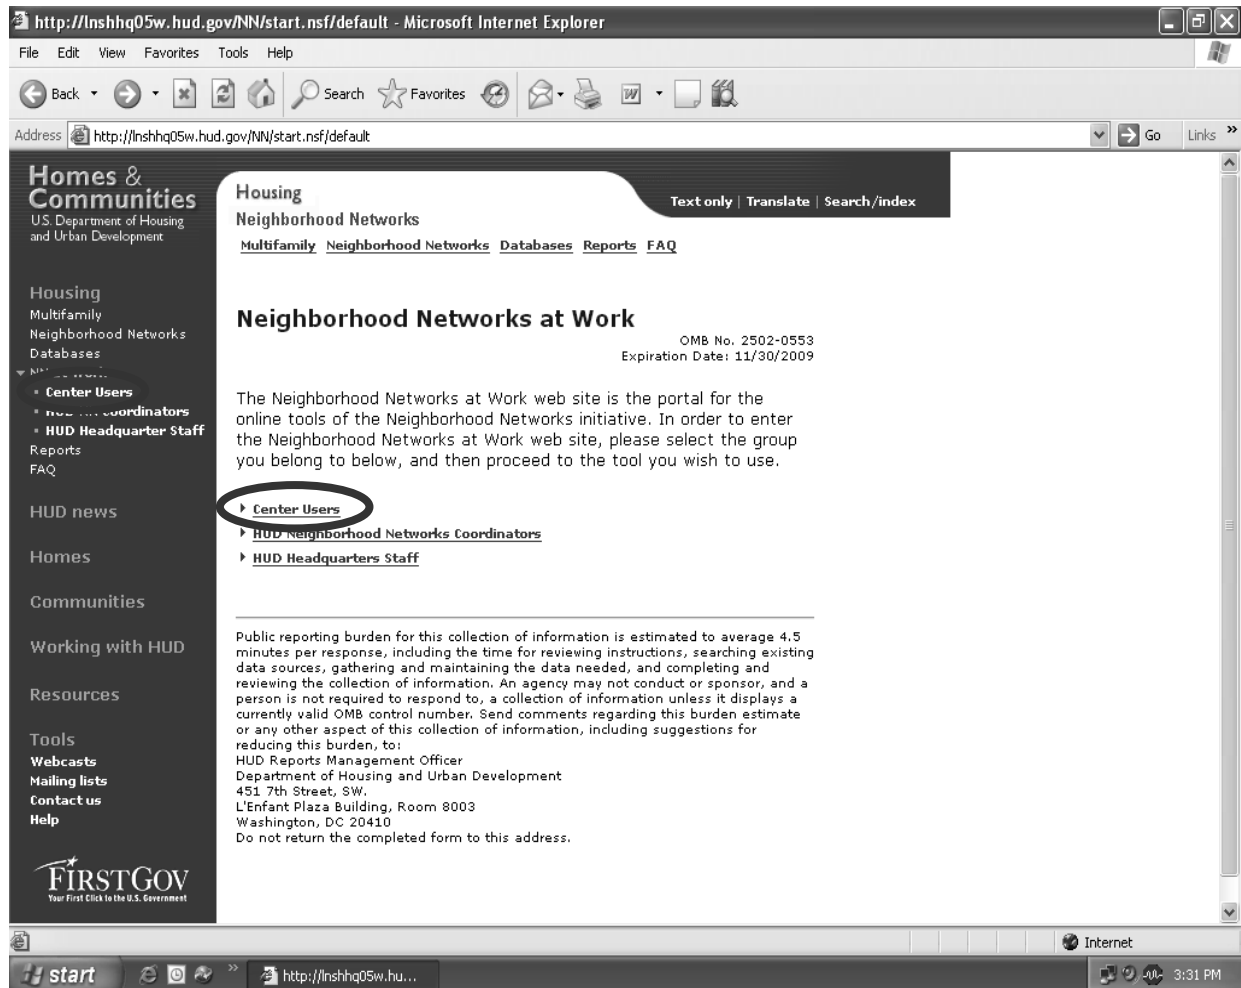 http://lnshhq05w.hud.gov/NN/start.nsf/default - Microsoft Internet Explorer
File Edit View Favorites Tools Help
Back Search Favorites
Address http://lnshhq05w.hud.gov/NN/start.nsf/default Go Links »
Homes &
Communities
U.S. Department of Housing
and Urban Development
Housing
Multifamily
Neighborhood Networks
Databases
Center Users
Coordinators
HUD Headquarter Staff
Reports
FAQ
HUD news
Homes
Communities
Working with HUD
Resources
Tools
Webcasts
Mailing lists
Contact us
Help
FIRSTGOV
Your First Click to the U.S. Government
Housing
Neighborhood Networks
Text only | Translate | Search/index
Multifamily Neighborhood Networks Databases Reports FAQ
Neighborhood Networks at Work
OMB No. 2502-0553
Expiration Date: 11/30/2009
The Neighborhood Networks at Work web site is the portal for the
online tools of the Neighborhood Networks initiative. In order to enter
the Neighborhood Networks at Work web site, please select the group
you belong to below, and then proceed to the tool you wish to use.
Center Users
HUD Neighborhood Networks Coordinators
HUD Headquarters Staff
Public reporting burden for this collection of information is estimated to average 4.5
minutes per response, including the time for reviewing instructions, searching existing
data sources, gathering and maintaining the data needed, and completing and
reviewing the collection of information. An agency may not conduct or sponsor, and a
person is not required to respond to, a collection of information unless it displays a
currently valid OMB control number. Send comments regarding this burden estimate
or any other aspect of this collection of information, including suggestions for
reducing this burden, to:
HUD Reports Management Officer
Department of Housing and Urban Development
451 7th Street, SW.
L'Enfant Plaza Building, Room 8003
Washington, DC 20410
Do not return the completed form to this address.
Internet
start » http://lnshhq05w.hu... 3:31 PM